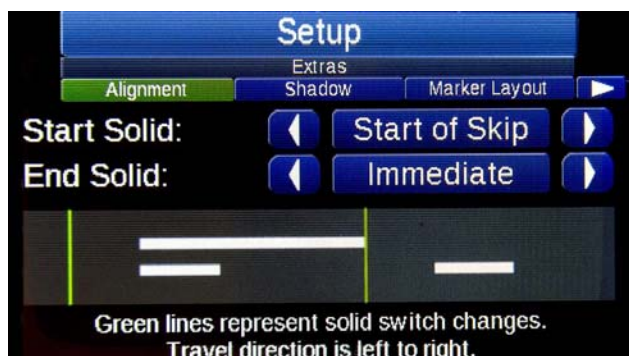 Setup
Extras
Alignment Shadow Marker Layout
Start Solid: Start of Skip
End Solid: Immediate
Green lines represent solid switch changes.
Travel direction is left to right.